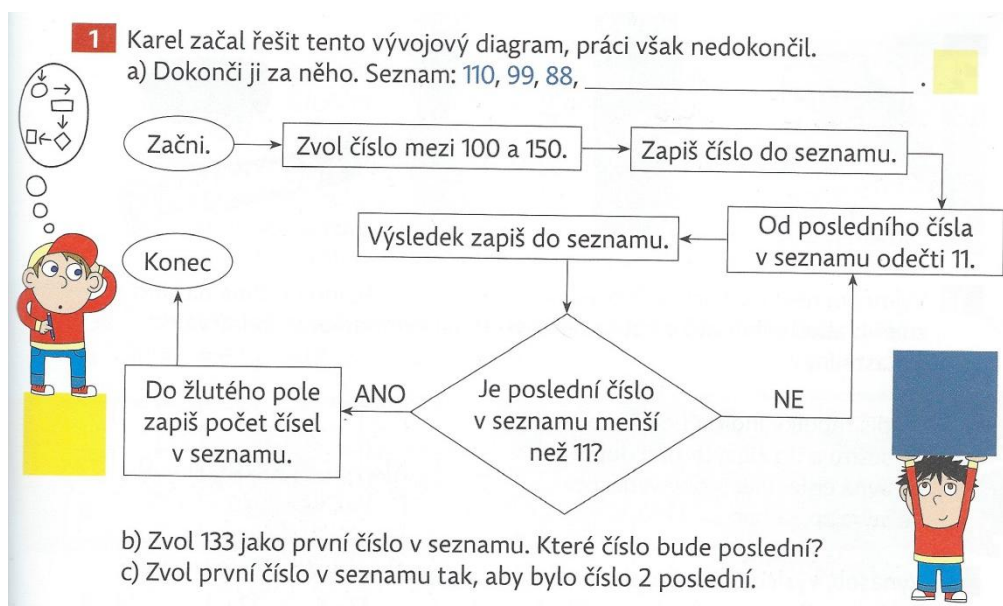 1 Karel začal řešit tento vývojový diagram, práci však nedokončil.
a) Dokonči ji za něho. Seznam: 110, 99, 88, ______________________________ .
Začni.
Zvol číslo mezi 100 a 150.
Zapiš číslo do seznamu.
Od posledního čísla
v seznamu odečti 11.
Výsledek zapiš do seznamu.
Je poslední číslo
v seznamu menší
než 11?
NE
ANO
Do žlutého pole
zapiš počet čísel
v seznamu.
Konec
b) Zvol 133 jako první číslo v seznamu. Které číslo bude poslední?
c) Zvol první číslo v seznamu tak, aby bylo číslo 2 poslední.